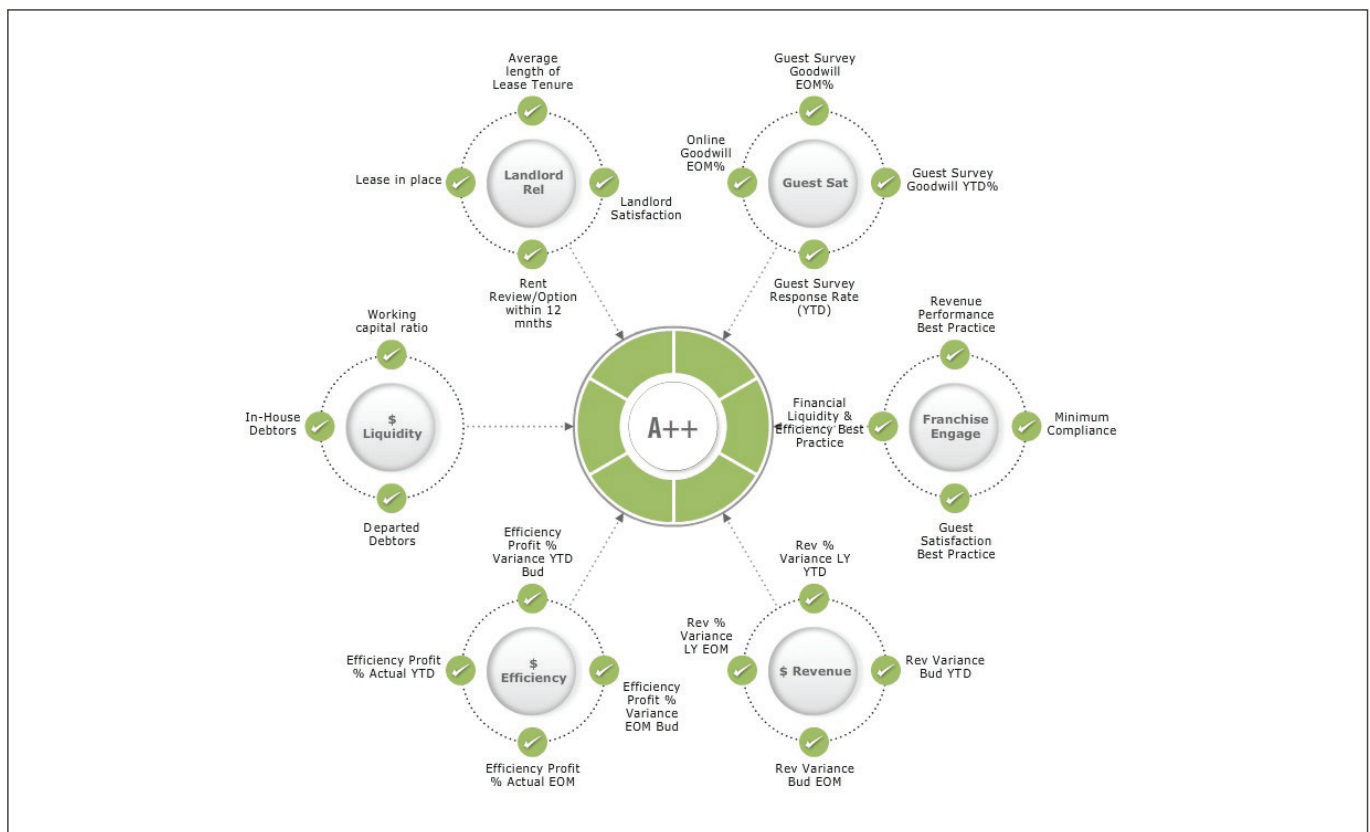 Average
length of
Lease Tenure
Lease in place
Landlord
Rel
Landlord
Satisfaction
Rent
Review/Option
within 12
mnths
Guest Survey
Goodwill
EOM%
Online
Goodwill
EOM%
Guest Sat
Guest Survey
Goodwill YTD%
Guest Survey
Response Rate
(YTD)
Working
capital ratio
In-House
Debtors
$
Liquidity
Departed
Debtors
A++
Revenue
Performance
Best Practice
Financial
Liquidity &
Efficiency Best
Practice
Franchise
Engage
Minimum
Compliance
Guest
Satisfaction
Best Practice
Efficiency
Profit %
Variance YTD
Bud
Efficiency Profit
% Actual YTD
$
Efficiency
Efficiency
Profit %
Variance
EOM Bud
Efficiency Profit
% Actual EOM
Rev %
Variance LY
YTD
Rev %
Variance
LY EOM
$ Revenue
Rev Variance
Bud YTD
Rev Variance
Bud EOM